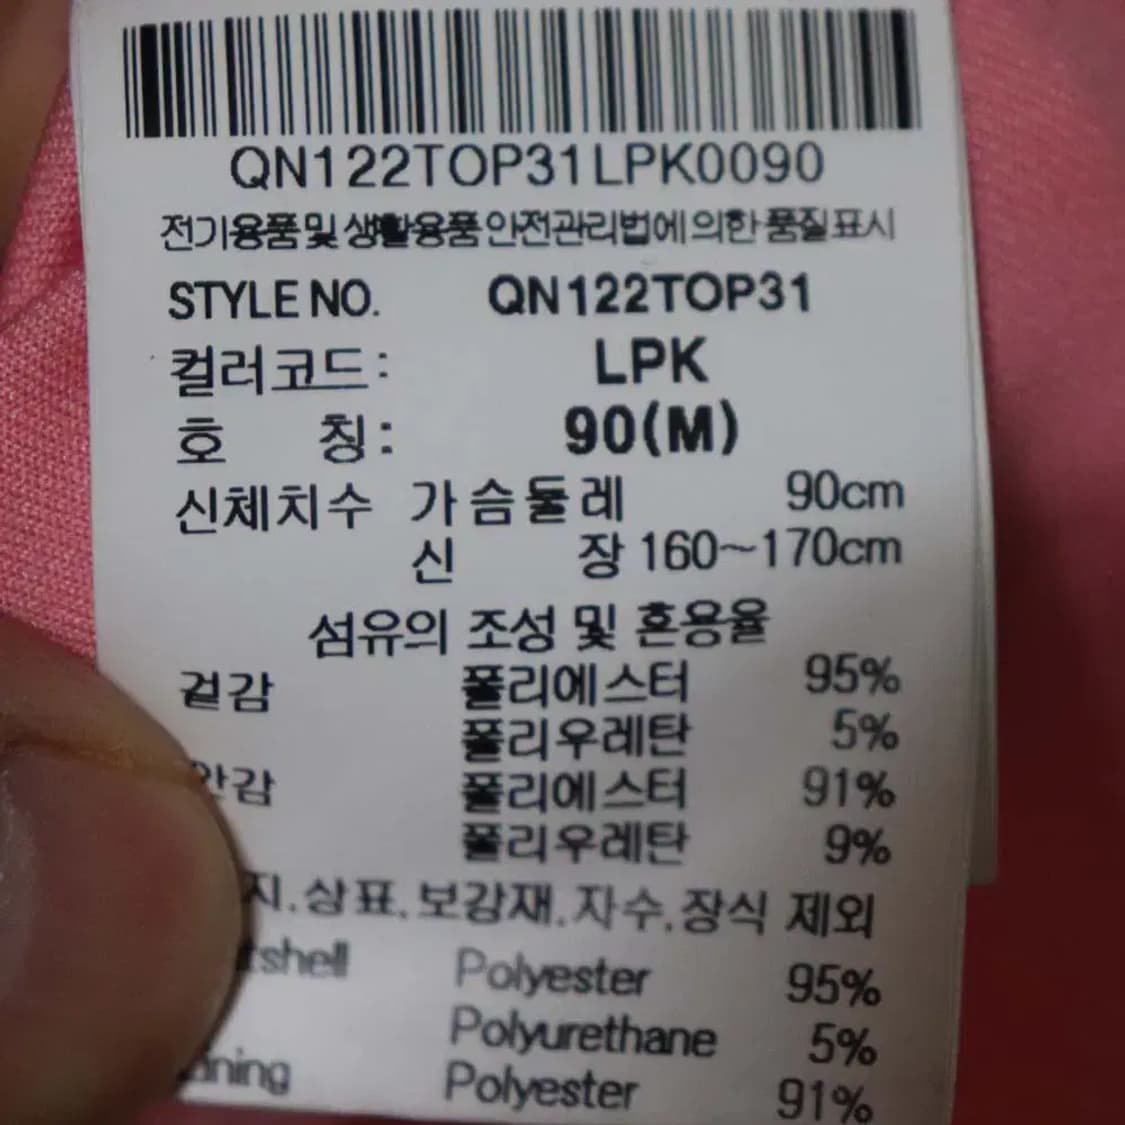 QN122TOP31LPK0090
전기용품및 생활용품안전관리법에 의한 품질표시
STYLE NO. QN122TOP31
컬러코드: LPK
호 칭: 90(M)
신체치수 가슴둘레 90cm
신 장 160~170cm
섬유의 조성 및 혼용율
겉감 폴리에스터 95%
폴리우레탄 5%
안감 폴리에스터 91%
폴리우레탄 9%
지.상표.보강재.자수.장식 제외
tshell Polyester 95%
Polyurethane 5%
ining Polyester 91%